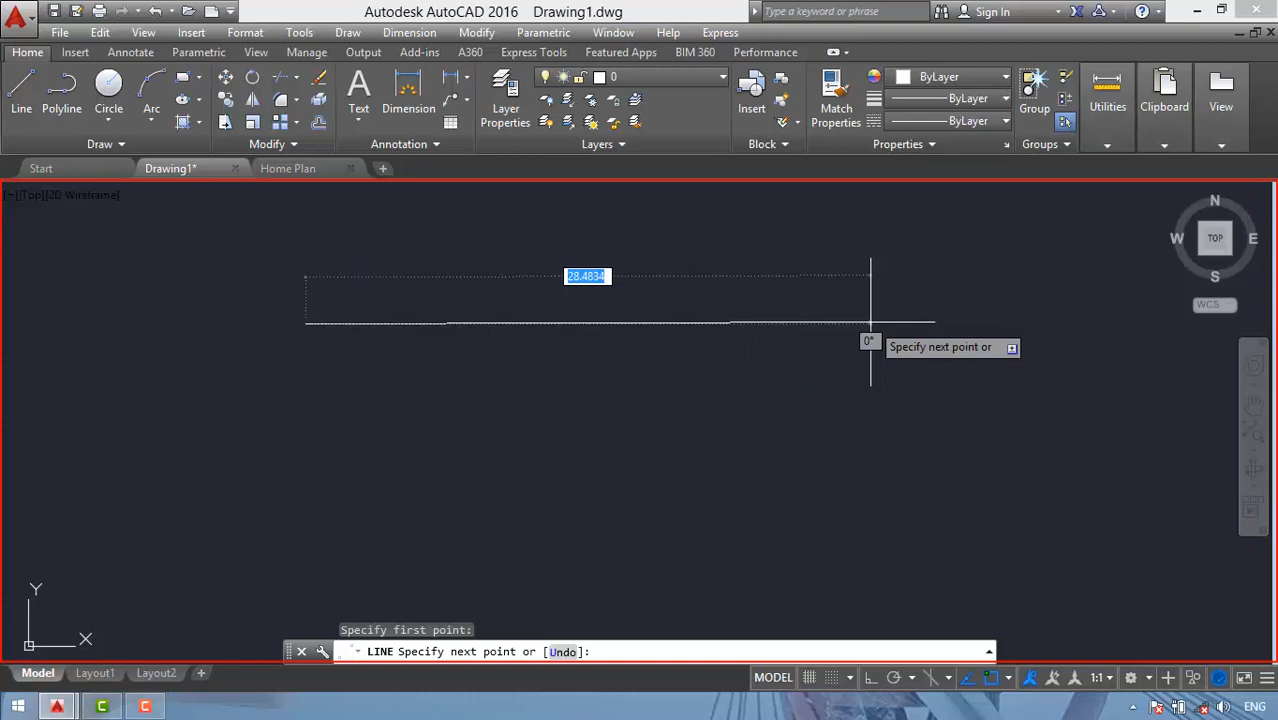 Autodesk AutoCAD 2016 Drawing1.dwg
Type a keyword or phrase
Sign In
File Edit View Insert Format Tools Draw Dimension Modify Parametric Window Help Express
Home Insert Annotate Parametric View Manage Output Add-ins A360 Express Tools Featured Apps BIM 360 Performance
0
ByLayer
ByLayer
ByLayer
Line Polyline Circle Arc
Text Dimension
Layer
Properties
Insert
Match
Properties
Group
Utilities
Clipboard
View
Draw Modify Annotation Layers Block Properties Groups
Start Drawing1* Home Plan
[−][Top][2D Wireframe]
N
W TOP E
S
WCS
28.4834
0°
Specify next point or
Y
X
Specify first point:
LINE Specify next point or [Undo]:
Model Layout1 Layout2
MODEL
1:1
ENG